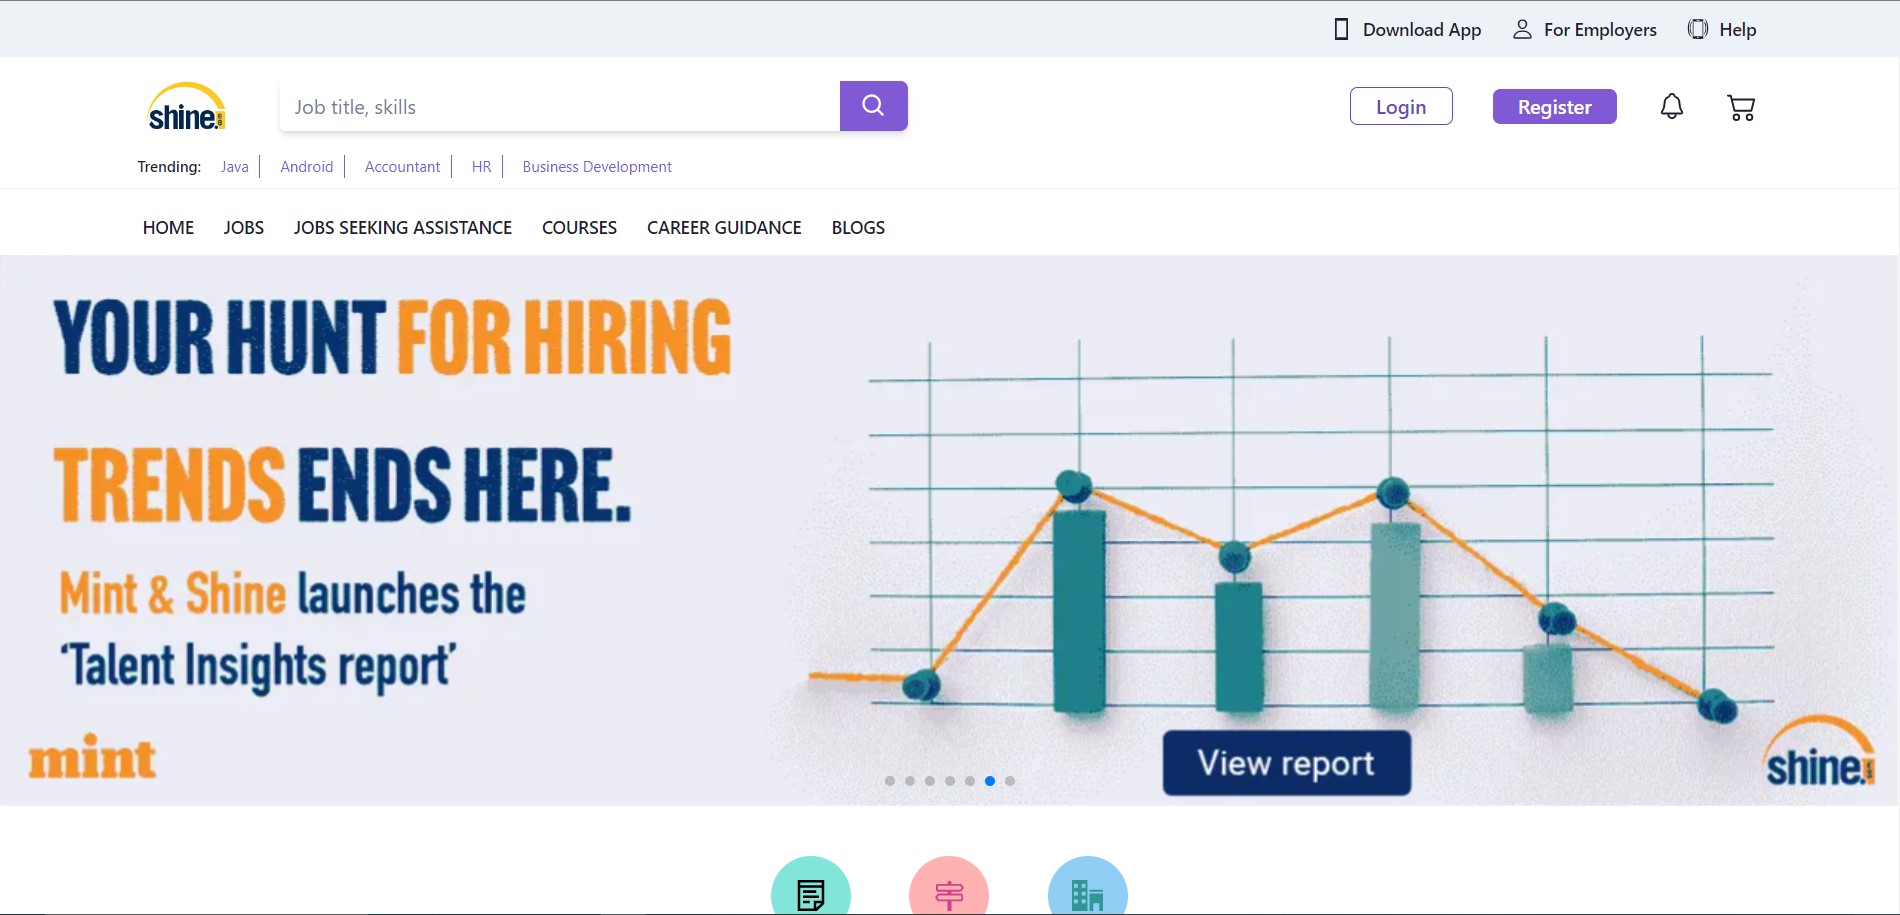 Download App For Employers Help
shine.
Job title, skills
Login Register
Trending: Java Android Accountant HR Business Development
HOME JOBS JOBS SEEKING ASSISTANCE COURSES CAREER GUIDANCE BLOGS
YOUR HUNT FOR HIRING
TRENDS ENDS HERE.
Mint & Shine launches the
‘Talent Insights report’
mint
View report
shine.